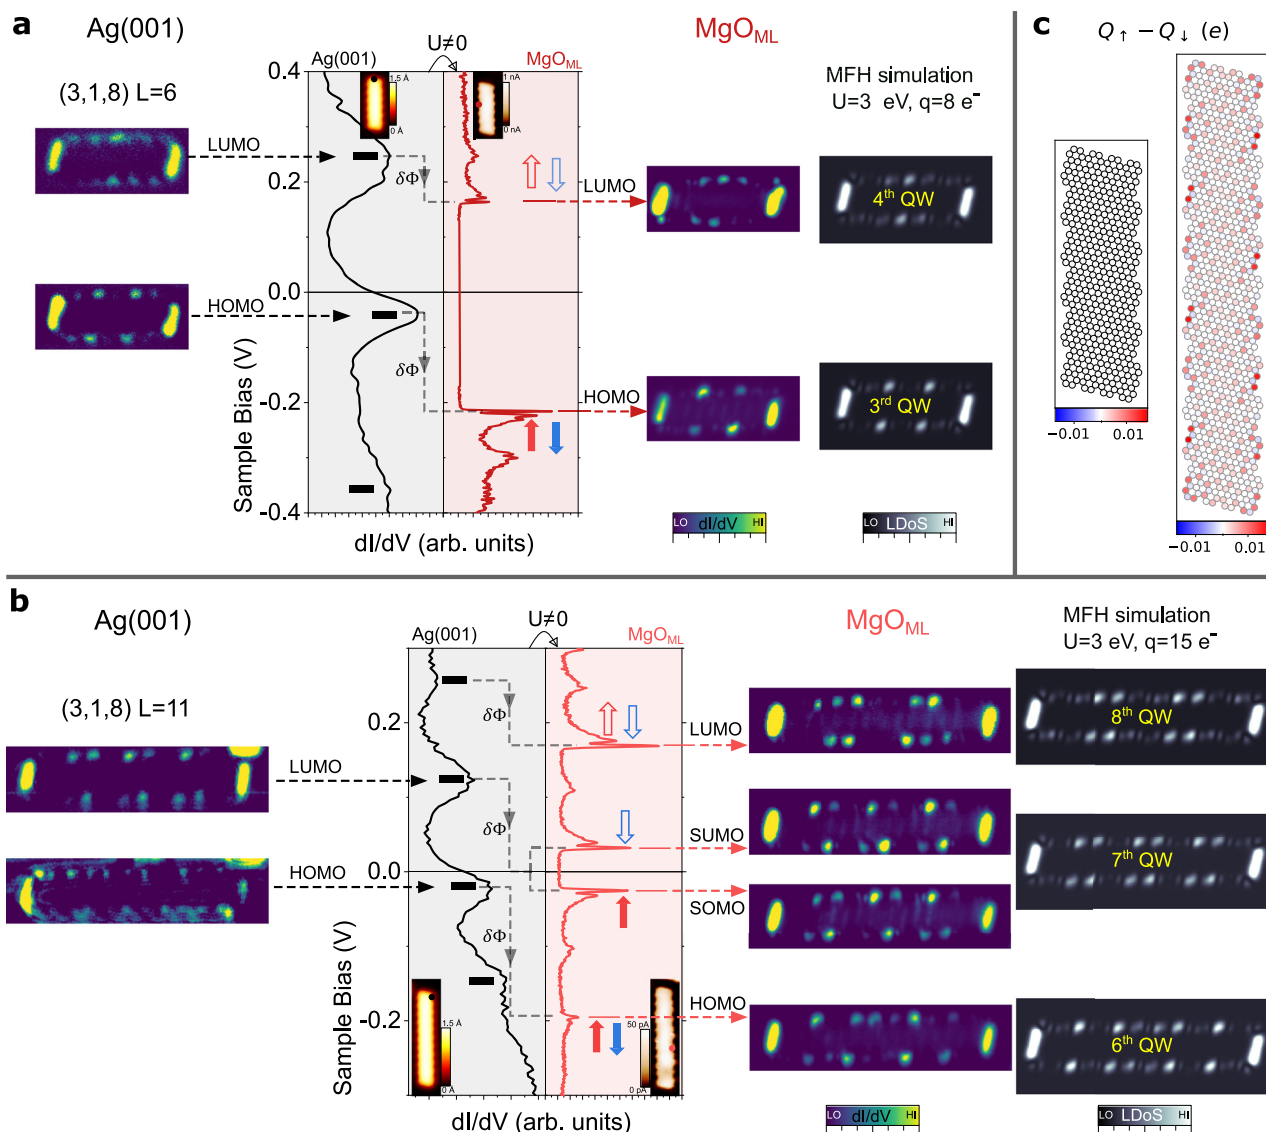 a
Ag(001)
(3,1,8) L=6
LUMO
HOMO
Ag(001)
U≠0
MgO_ML
1.5 Å
0 Å
1 nA
0 nA
0.4
0.2
0.0
-0.2
-0.4
Sample Bias (V)
dI/dV (arb. units)
δΦ
δΦ
MgO_ML
LUMO
HOMO
LO dI/dV HI
MFH simulation
U=3 eV, q=8 e⁻
4th QW
3rd QW
LO LDoS HI
c
Q↑ − Q↓ (e)
−0.01 0.01
−0.01 0.01
b
Ag(001)
(3,1,8) L=11
LUMO
HOMO
Ag(001)
U≠0
MgO_ML
0.2
0.0
-0.2
Sample Bias (V)
dI/dV (arb. units)
δΦ
δΦ
δΦ
1.5 Å
0 Å
50 pA
0 pA
MgO_ML
LUMO
SUMO
SOMO
HOMO
LO dI/dV HI
MFH simulation
U=3 eV, q=15 e⁻
8th QW
7th QW
6th QW
LO LDoS HI